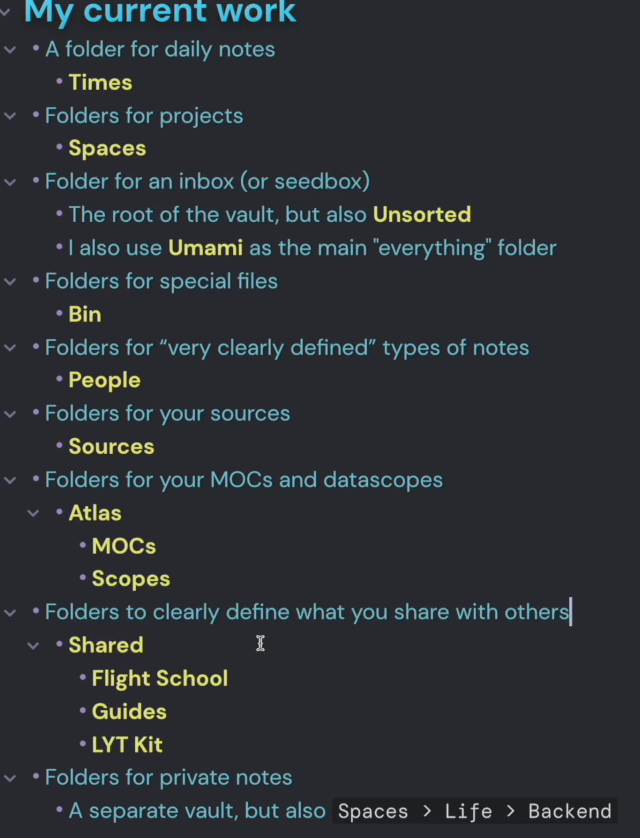 My current work
A folder for daily notes
Times
Folders for projects
Spaces
Folder for an inbox (or seedbox)
The root of the vault, but also Unsorted
I also use Umami as the main "everything" folder
Folders for special files
Bin
Folders for “very clearly defined” types of notes
People
Folders for your sources
Sources
Folders for your MOCs and datascopes
Atlas
MOCs
Scopes
Folders to clearly define what you share with others
Shared
Flight School
Guides
LYT Kit
Folders for private notes
A separate vault, but also Spaces > Life > Backend